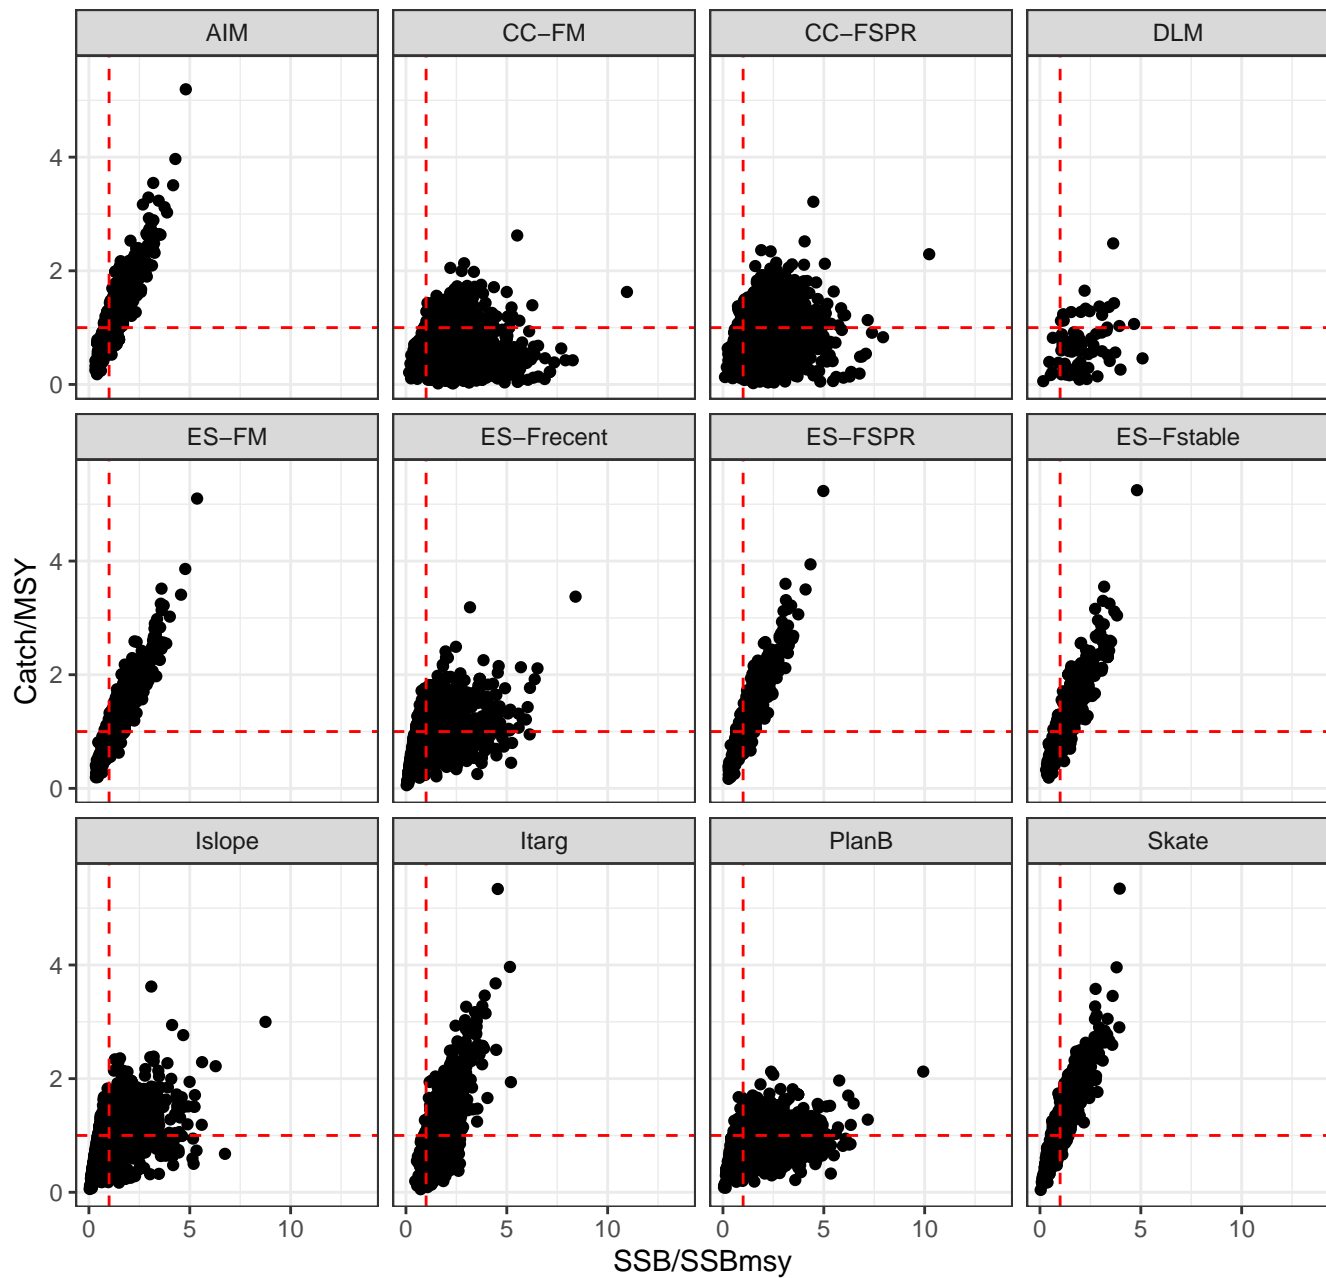 AIM CC−FM CC−FSPR DLM
4
2
0
ES−FM ES−Frecent ES−FSPR ES−Fstable
Catch/MSY
4
2
0
Islope Itarg PlanB Skate
4
2
0
0 5 10 0 5 10 0 5 10 0 5 10
SSB/SSBmsy